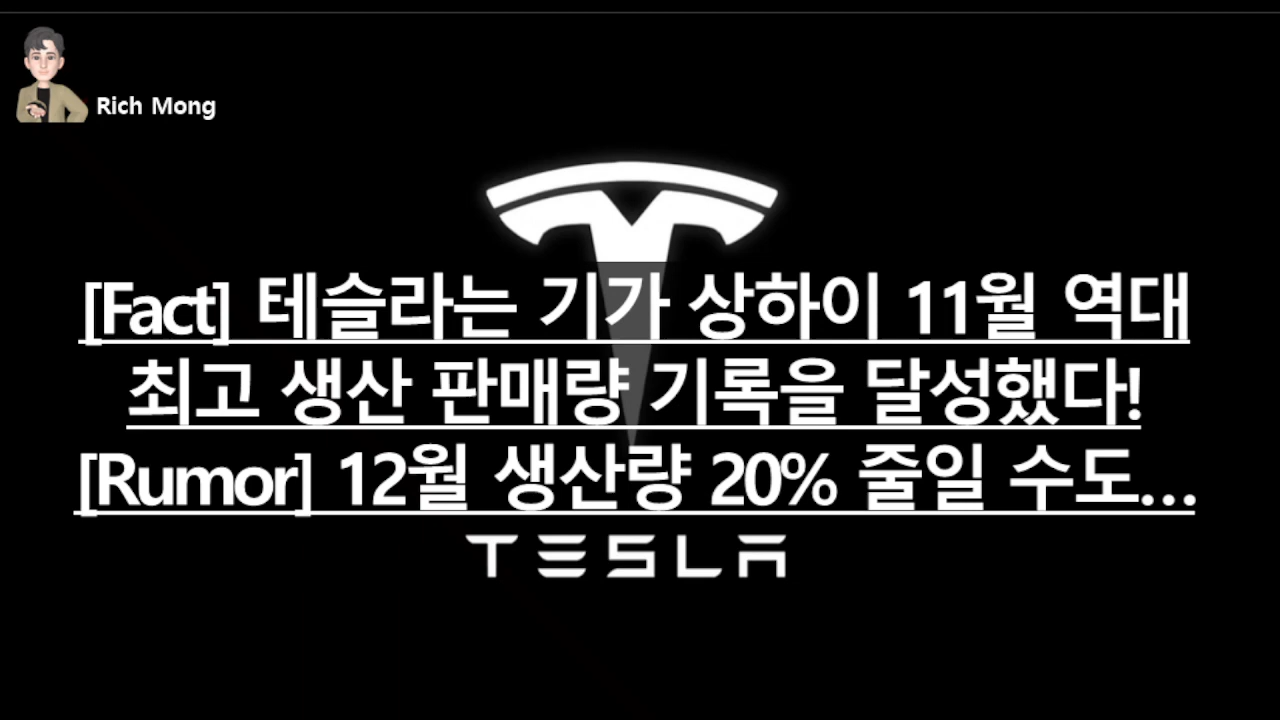 Rich Mong
[Fact] 테슬라는 기가 상하이 11월 역대
최고 생산 판매량 기록을 달성했다!
[Rumor] 12월 생산량 20% 줄일 수도...
TESLA